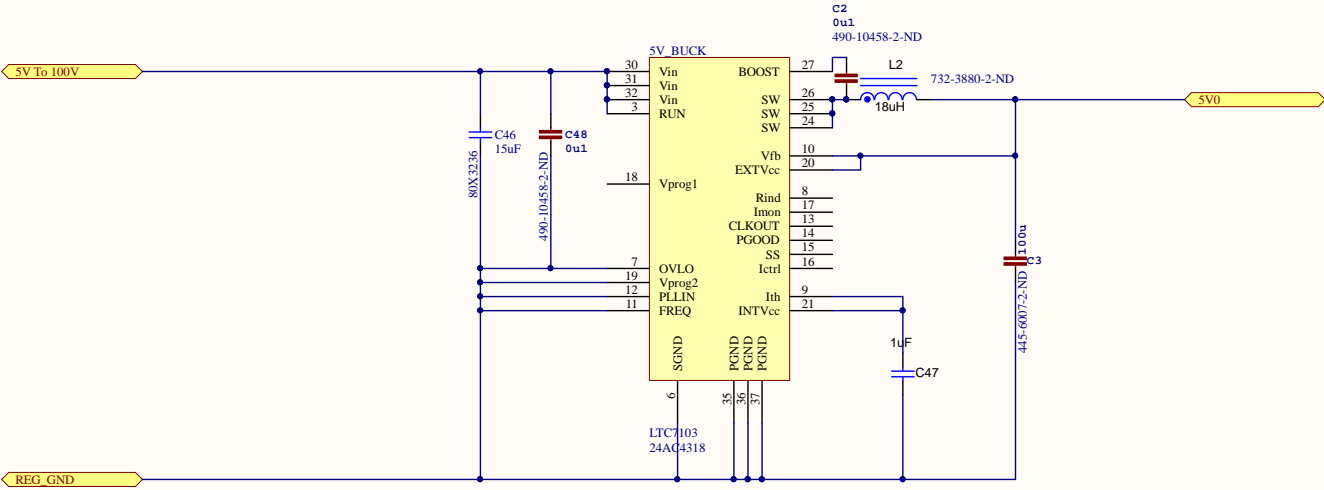 C2
0u1
490-10458-2-ND
5V_BUCK
L2
732-3880-2-ND
18uH
5V To 100V
5V0
30
Vin
31
Vin
32
Vin
3
RUN
BOOST
27
SW
26
SW
25
SW
24
C46
15uF
80X3236
C48
0u1
490-10458-2-ND
Vfb
10
EXTVcc
20
18
Vprog1
Rind
8
Imon
17
CLKOUT
13
PGOOD
14
SS
15
Ictrl
16
7
OVLO
19
Vprog2
12
PLLIN
11
FREQ
Ith
9
INTVcc
21
100u
C3
445-6007-2-ND
1uF
C47
SGND
PGND
PGND
PGND
6
35
36
37
LTC7103
24AC4318
REG_GND